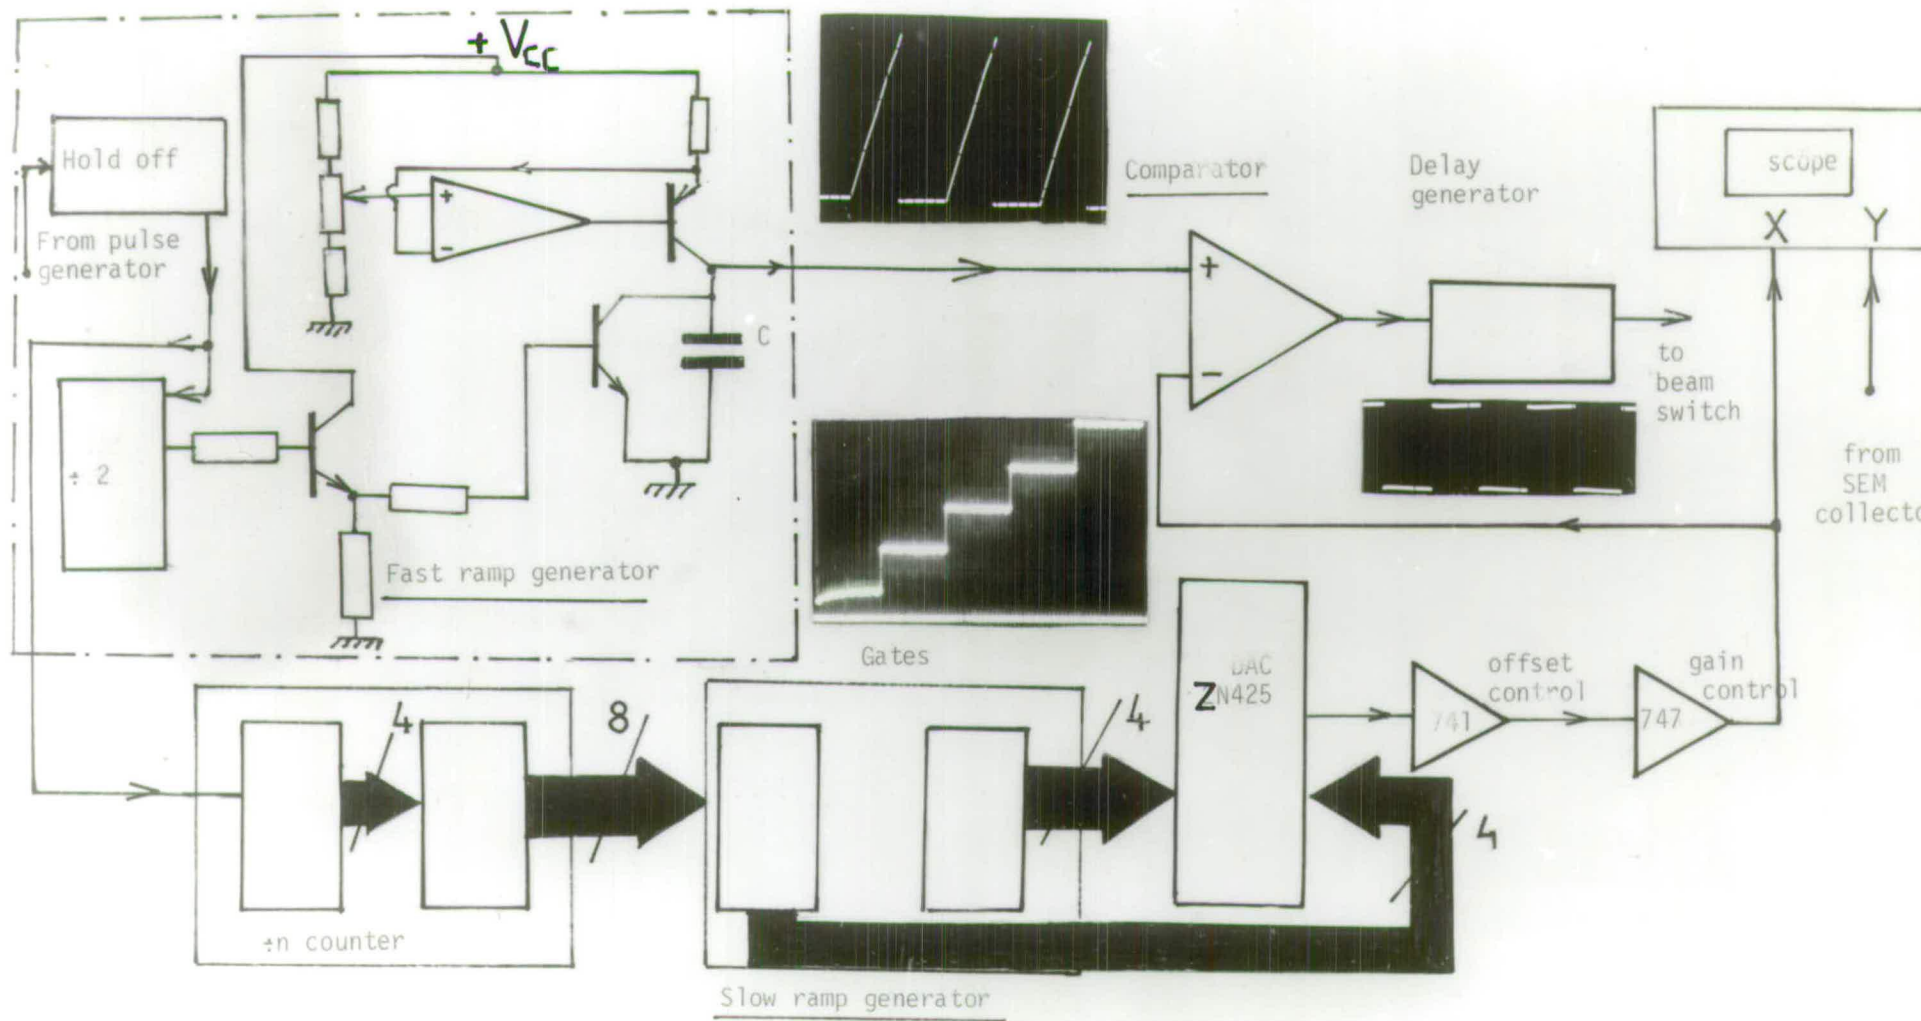 + Vcc
Hold off
From pulse
generator
÷ 2
+
-
C
Fast ramp generator
Comparator
+
-
Delay
generator
scope
X Y
to
beam
switch
from
SEM
collecto
Gates
4
8
÷n counter
4
DAC
ZN425
4
offset
control
741
gain
control
747
Slow ramp generator